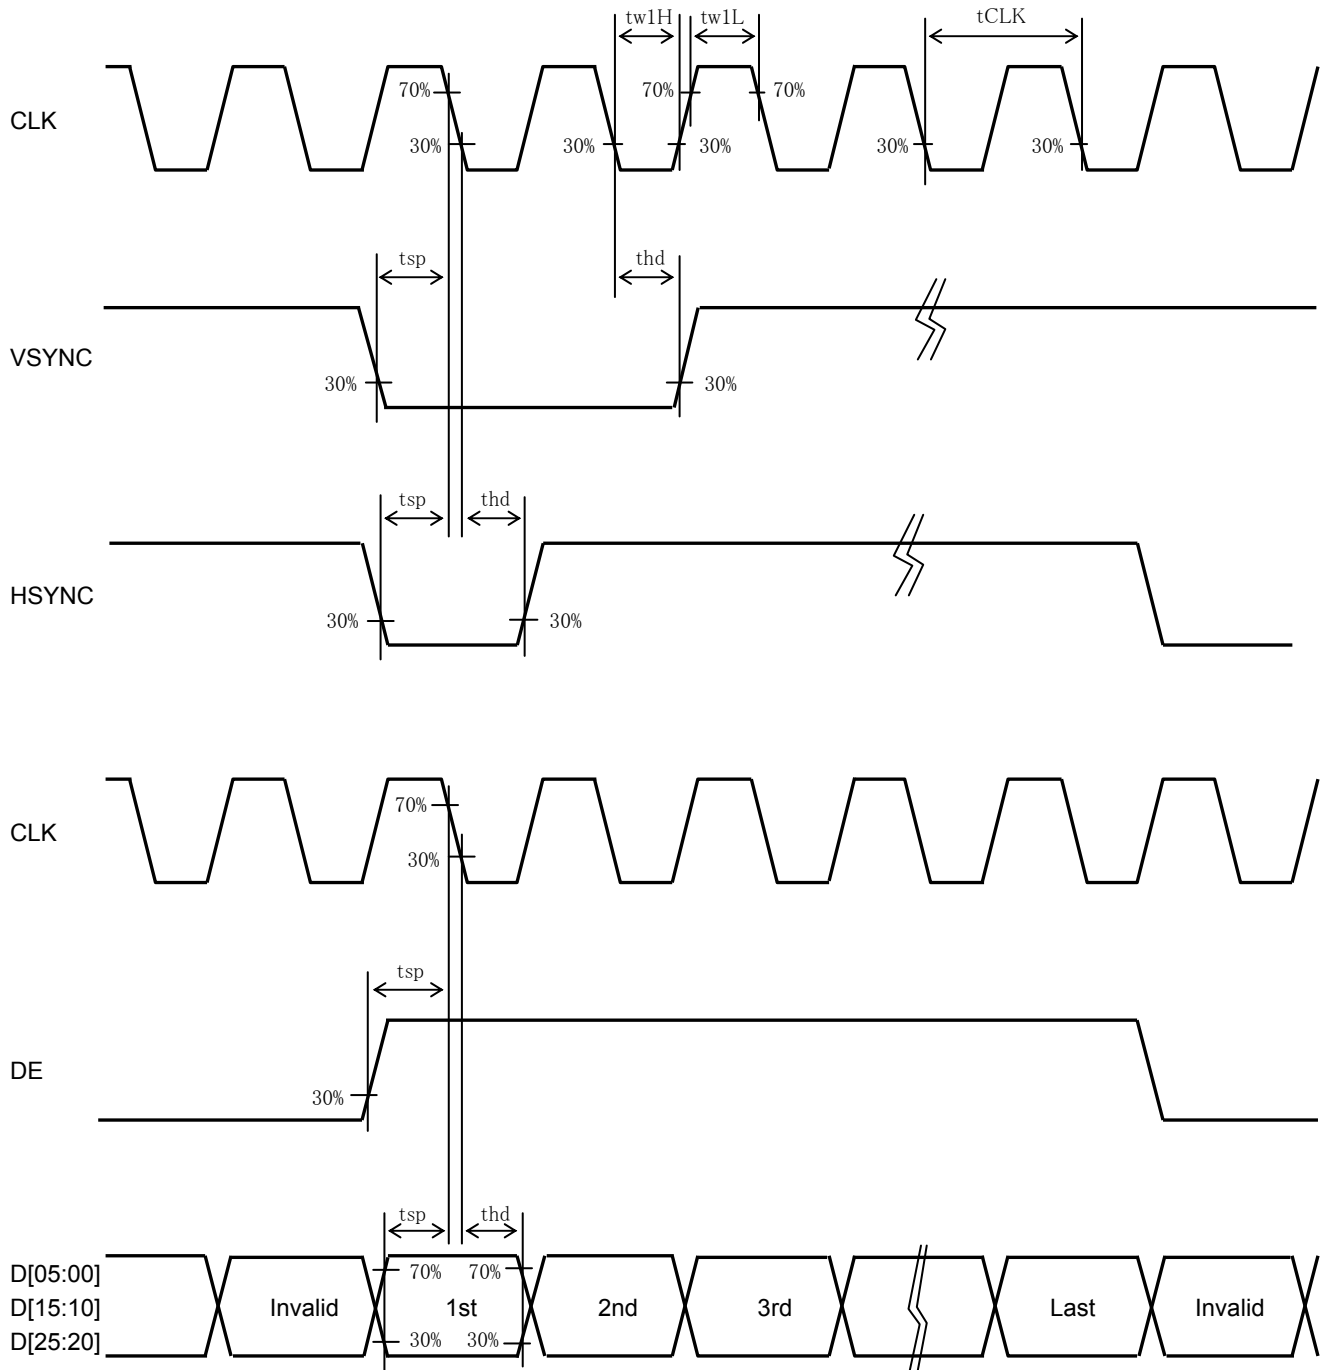 tw1H tw1L tCLK
70% 70% 70%
CLK
30% 30% 30% 30% 30%
tsp thd
VSYNC
30% 30%
tsp thd
HSYNC
30% 30%
70%
CLK
30%
tsp
DE
30%
tsp thd
D[05:00] 70% 70%
D[15:10] Invalid 1st 2nd 3rd Last Invalid
D[25:20] 30% 30%